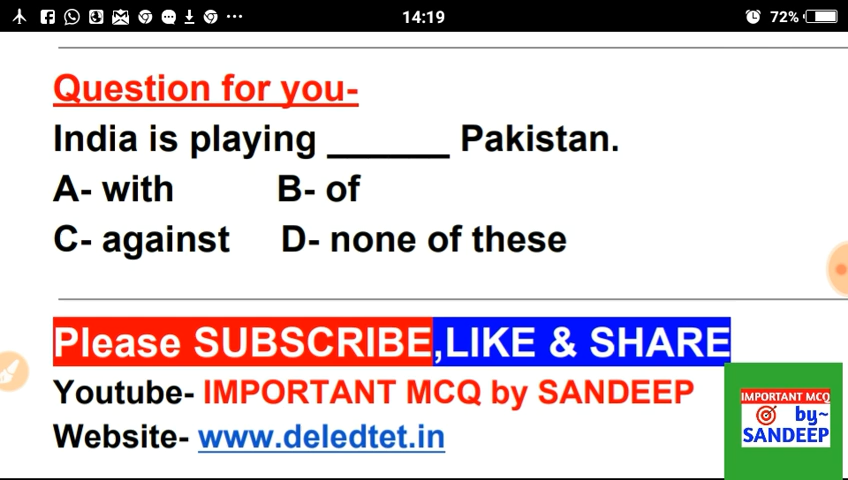 14:19 72%
Question for you-
India is playing ______ Pakistan.
A- with B- of
C- against D- none of these
Please SUBSCRIBE,LIKE & SHARE
Youtube- IMPORTANT MCQ by SANDEEP
Website- www.deledtet.in
IMPORTANT MCQ
by~
SANDEEP